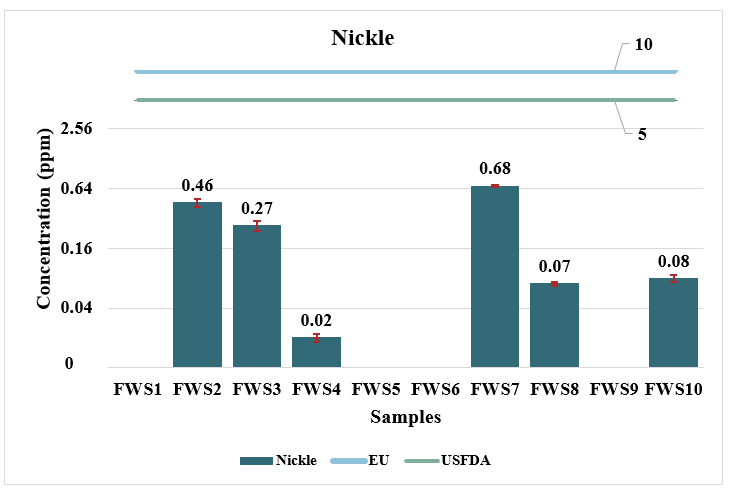 Nickle
10
5
2.56
0.64
0.16
0.04
0
Concentration (ppm)
0.46
0.27
0.02
0.68
0.07
0.08
FWS1 FWS2 FWS3 FWS4 FWS5 FWS6 FWS7 FWS8 FWS9 FWS10
Samples
Nickle EU USFDA